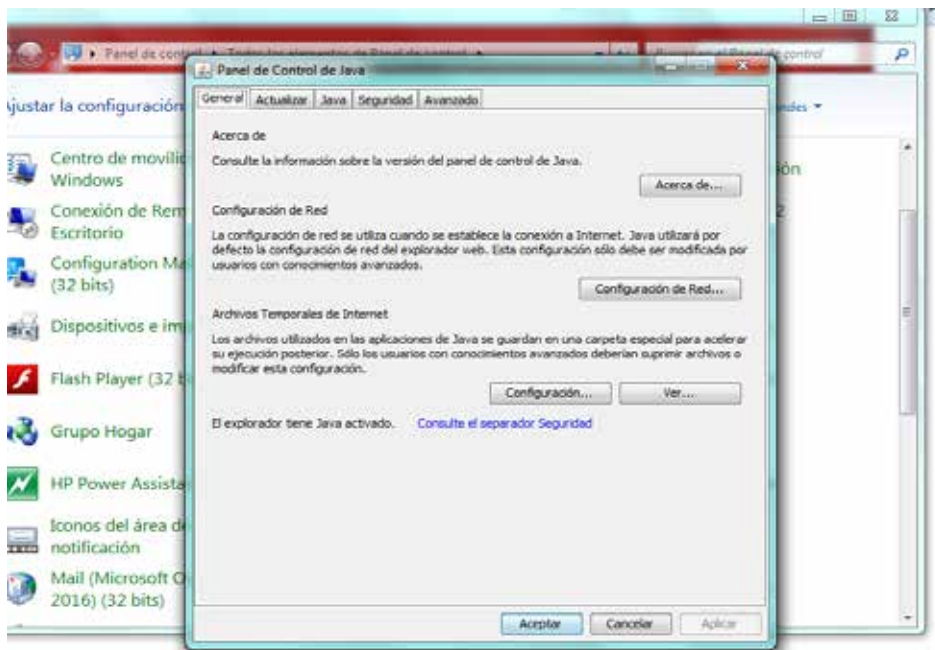 Panel de cont
control
Panel de Control de Java
Ajustar la configuración
General Actualizar Java Seguridad Avanzado
Acerca de
Consulte la información sobre la versión del panel de control de Java.
Acerca de...
Configuración de Red
La configuración de red se utiliza cuando se establece la conexión a Internet. Java utilizará por
defecto la configuración de red del explorador web. Esta configuración sólo debe ser modificada por
usuarios con conocimientos avanzados.
Configuración de Red...
Archivos Temporales de Internet
Los archivos utilizados en las aplicaciones de Java se guardan en una carpeta especial para acelerar
su ejecución posterior. Sólo los usuarios con conocimientos avanzados deberían suprimir archivos o
modificar esta configuración.
Configuración... Ver...
El explorador tiene Java activado. Consulte el separador Seguridad
Aceptar Cancelar Aplicar
Centro de movilid
Windows
Conexión de Rem
Escritorio
Configuration Ma
(32 bits)
Dispositivos e im
Flash Player (32 b
Grupo Hogar
HP Power Assista
Iconos del área de
notificación
Mail (Microsoft O
2016) (32 bits)
ón
2